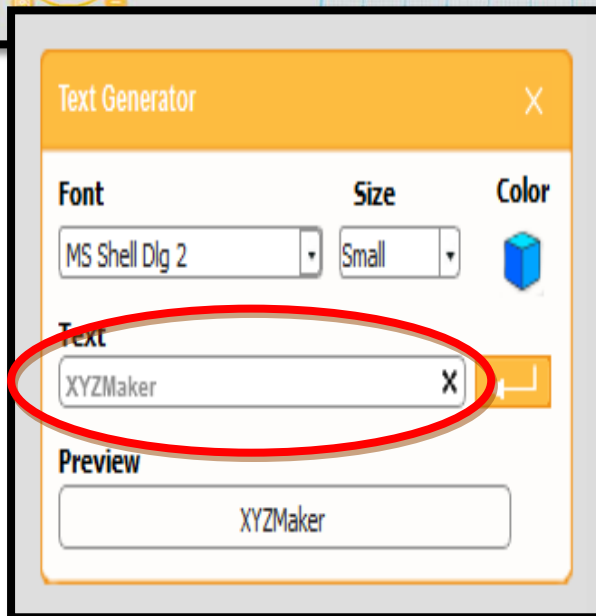 Text Generator X
Font Size Color
MS Shell Dlg 2 Small
Text
XYZMaker X
Preview
XYZMaker